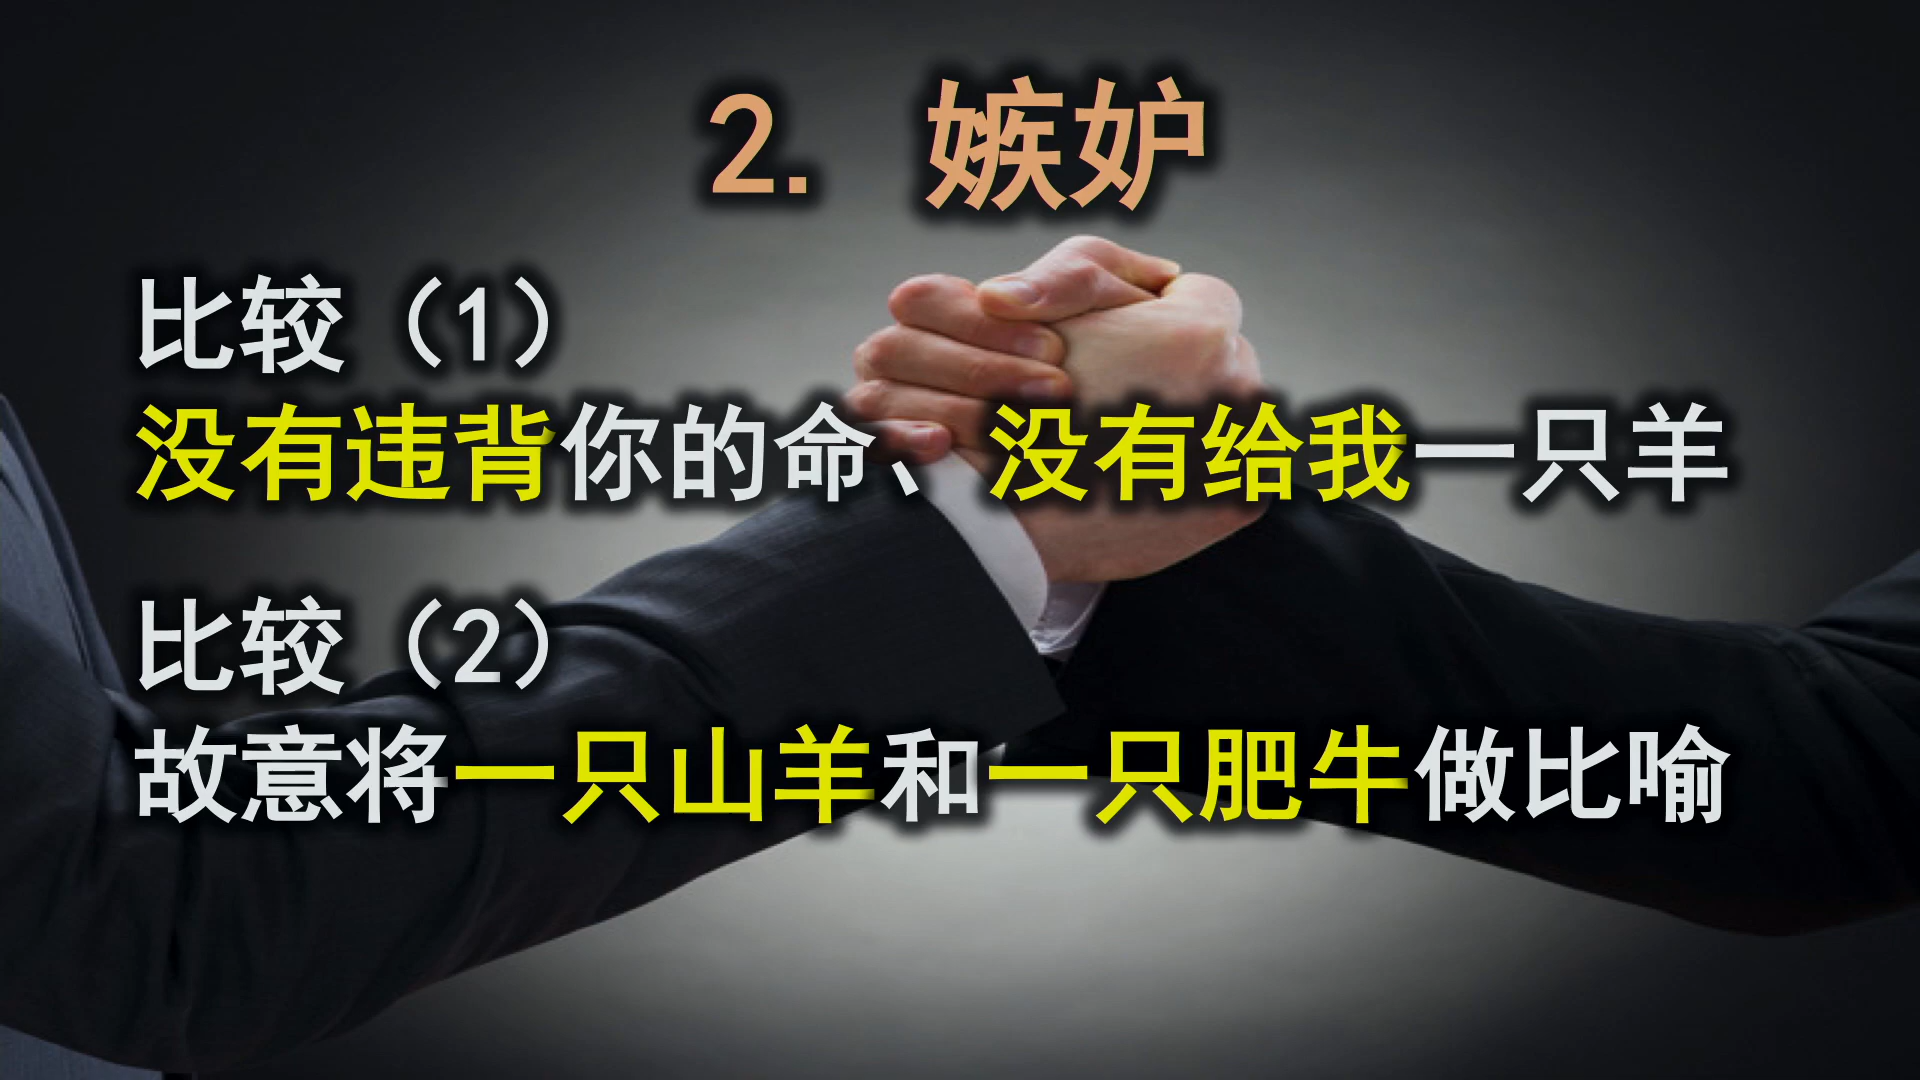 2. 嫉妒
比较（1）
没有违背你的命、没有给我一只羊
比较（2）
故意将一只山羊和一只肥牛做比喻